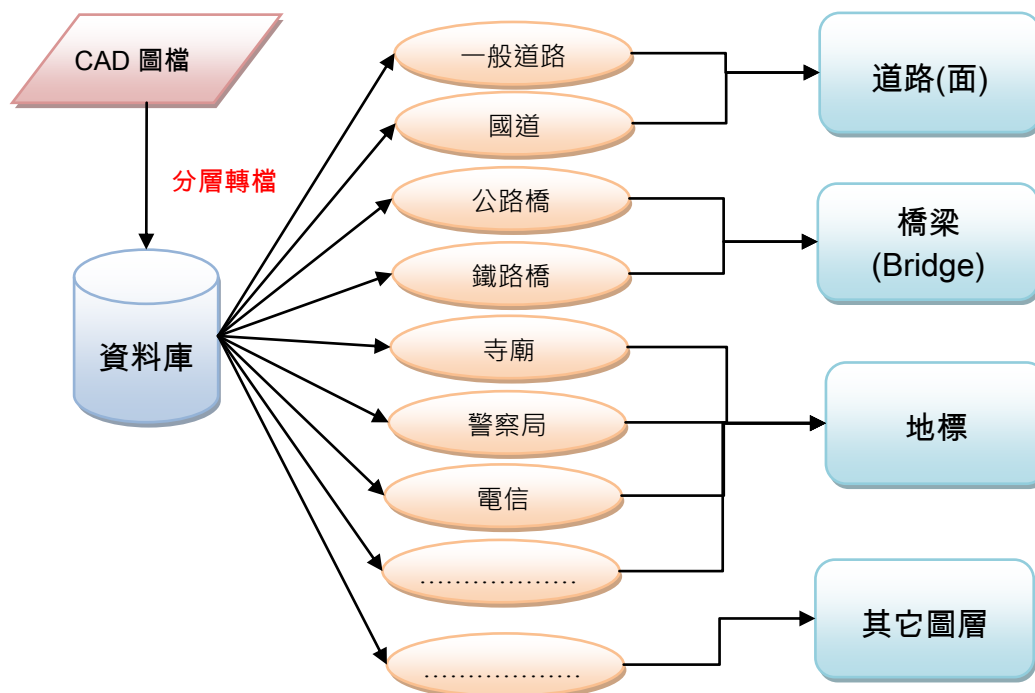 CAD 圖檔
分層轉檔
資料庫
一般道路
國道
公路橋
鐵路橋
寺廟
警察局
電信
..................
..................
道路(面)
橋梁
(Bridge)
地標
其它圖層